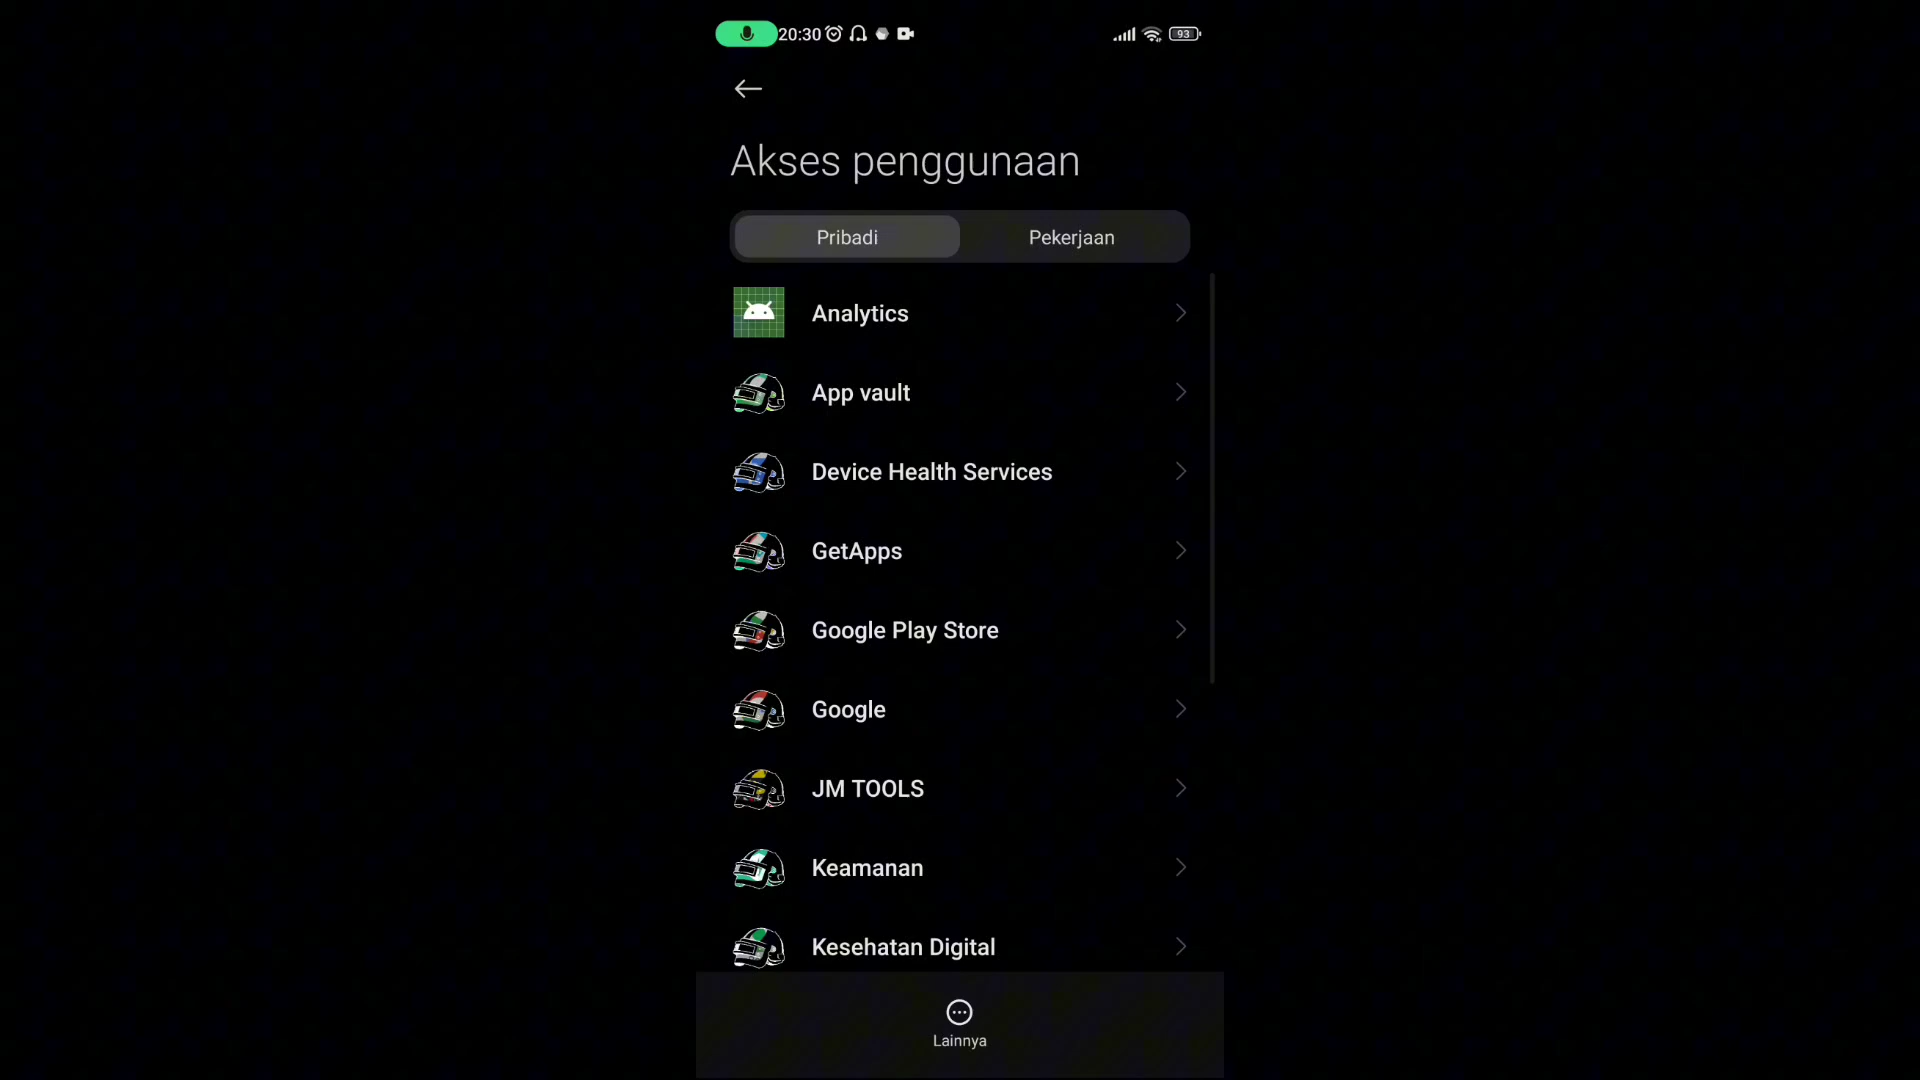 20:30
93
Akses penggunaan
Pribadi
Pekerjaan
Analytics
App vault
Device Health Services
GetApps
Google Play Store
Google
JM TOOLS
Keamanan
Kesehatan Digital
Lainnya